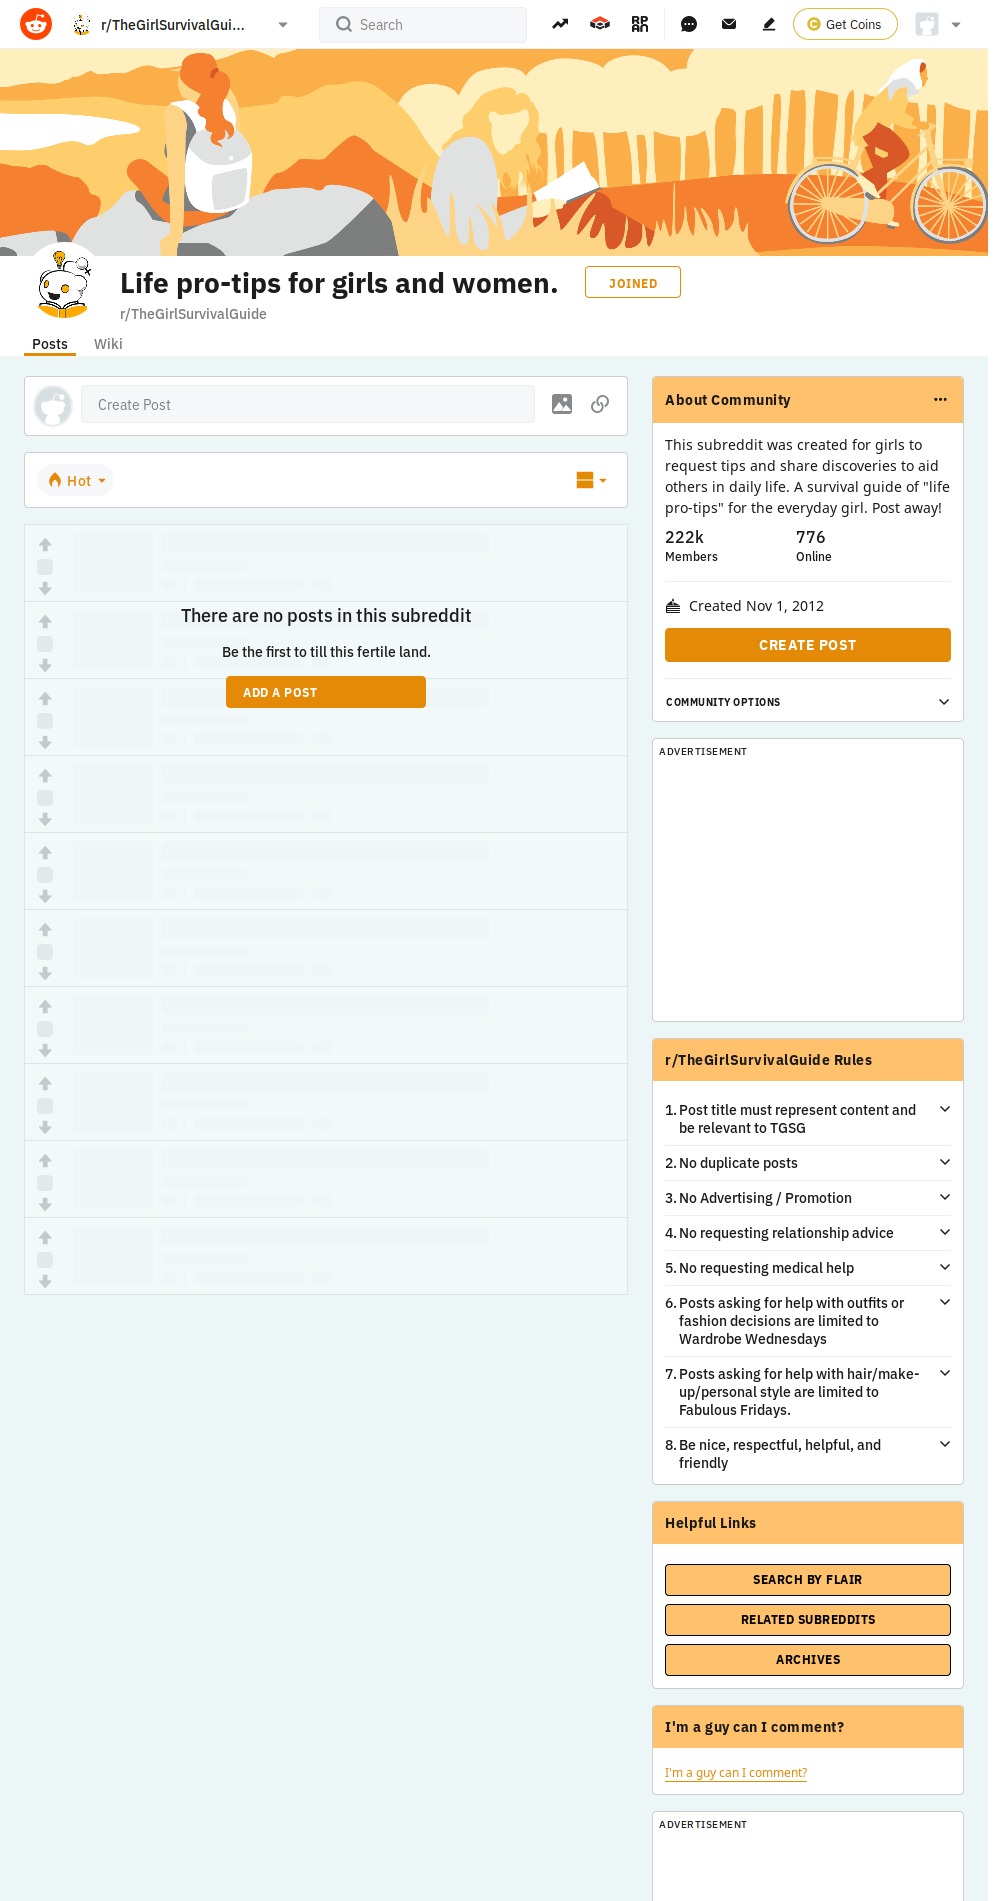 r/TheGirlSurvivalGui...
Search
RPAN
Get Coins
Life pro-tips for girls and women.
JOINED
r/TheGirlSurvivalGuide
Posts
Wiki
Create Post
Hot
There are no posts in this subreddit
Be the first to till this fertile land.
ADD A POST
About Community
This subreddit was created for girls to
request tips and share discoveries to aid
others in daily life. A survival guide of "life
pro-tips" for the everyday girl. Post away!
222k
776
Members
Online
Created Nov 1, 2012
CREATE POST
COMMUNITY OPTIONS
ADVERTISEMENT
r/TheGirlSurvivalGuide Rules
1. Post title must represent content and
be relevant to TGSG
2. No duplicate posts
3. No Advertising / Promotion
4. No requesting relationship advice
5. No requesting medical help
6. Posts asking for help with outfits or
fashion decisions are limited to
Wardrobe Wednesdays
7. Posts asking for help with hair/make-
up/personal style are limited to
Fabulous Fridays.
8. Be nice, respectful, helpful, and
friendly
Helpful Links
SEARCH BY FLAIR
RELATED SUBREDDITS
ARCHIVES
I'm a guy can I comment?
I'm a guy can I comment?
ADVERTISEMENT